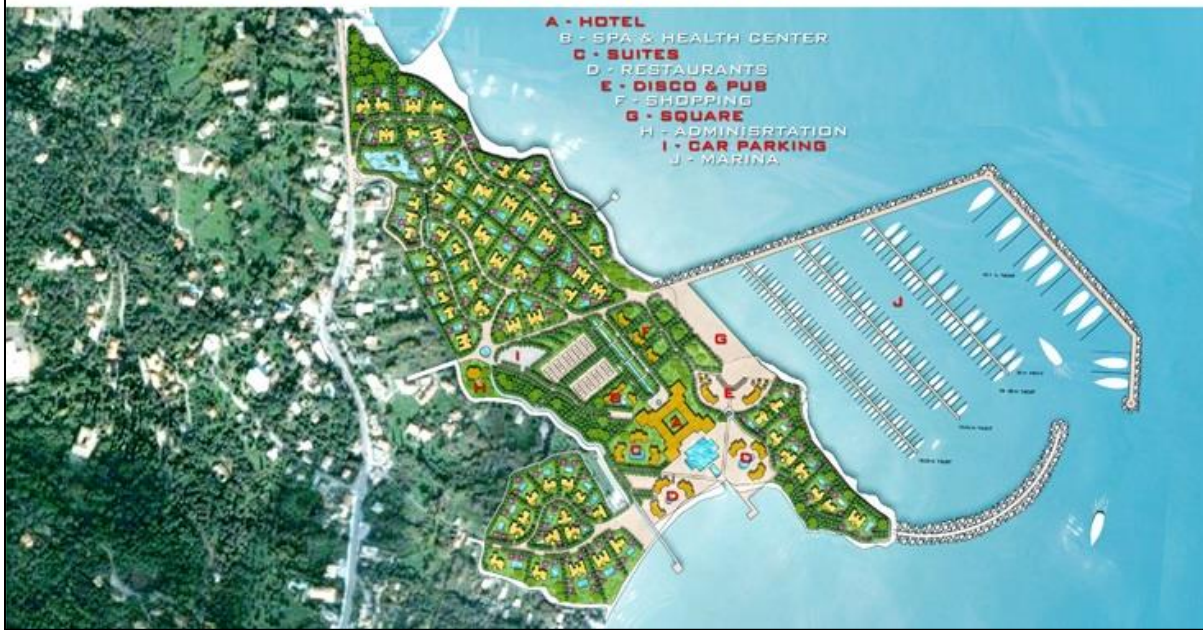 A - HOTEL
B - SPA & HEALTH CENTER
C - SUITES
D - RESTAURANTS
E - DISCO & PUB
F - SHOPPING
G - SQUARE
H - ADMINISRTATION
I - CAR PARKING
J - MARINA
J
F
G
I
H
B
E
A
D
D